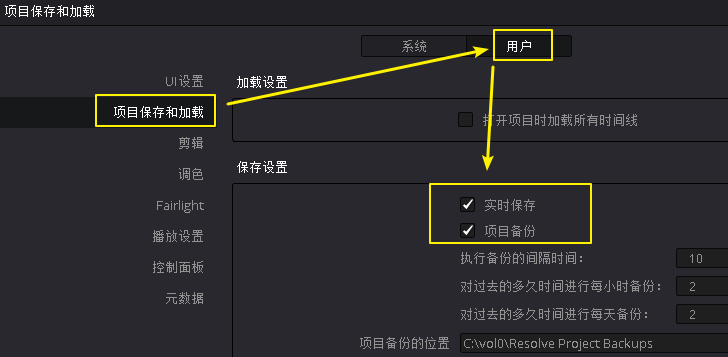 项目保存和加载
系统 用户
UI设置
加载设置
项目保存和加载
打开项目时加载所有时间线
剪辑
保存设置
调色
实时保存
Fairlight
项目备份
播放设置
执行备份的间隔时间： 10
控制面板
对过去的多久时间进行每小时备份： 2
元数据
对过去的多久时间进行每天备份： 2
项目备份的位置 C:\vol0\Resolve Project Backups